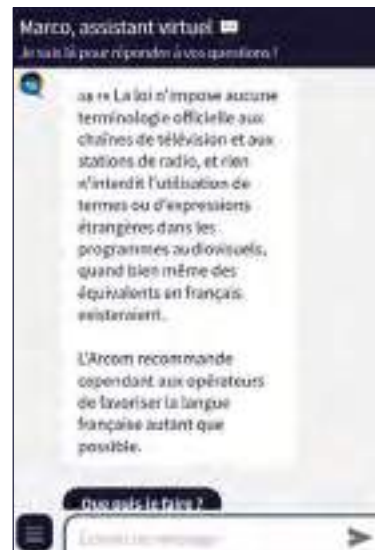 Marco, assistant virtuel
Je suis là pour répondre à vos questions !
La loi n'impose aucune
terminologie officielle aux
chaînes de télévision et aux
stations de radio, et rien
n'interdit l'utilisation de
termes ou d'expressions
étrangères dans les
programmes audiovisuels,
quand bien même des
équivalents en français
existeraient.
L'Arcom recommande
cependant aux opérateurs
de favoriser la langue
française autant que
possible.
Que puis-je faire ?